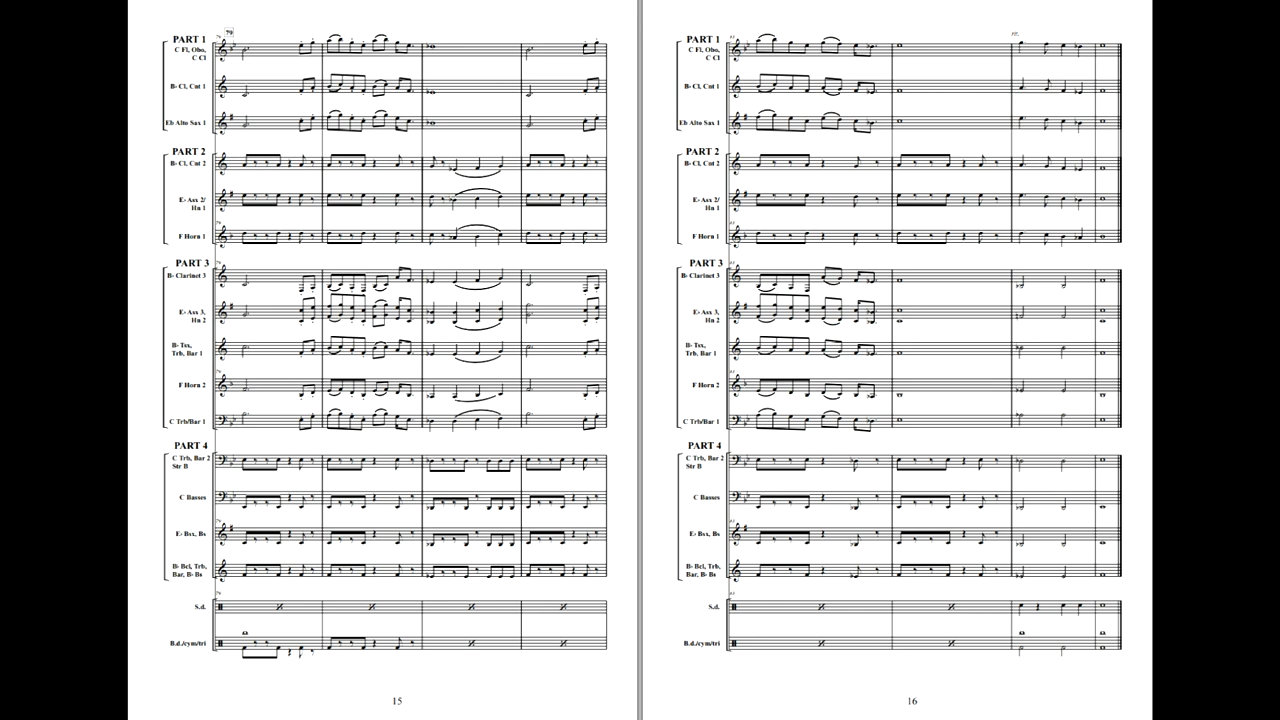 79
PART 1
C Fl, Obo,
C Cl
B♭ Cl, Cnt 1
Eb Alto Sax 1
PART 2
B♭ Cl, Cnt 2
E♭ Asx 2/
Hn 1
F Horn 1
PART 3
B♭ Clarinet 3
E♭ Asx 3,
Hn 2
B♭ Tsx,
Trb, Bar 1
F Horn 2
C Trb/Bar 1
PART 4
C Trb, Bar 2
Str B
C Basses
E♭ Bsx, Bs
B♭ Bcl, Trb,
Bar, B♭ Bs
S.d.
B.d./cym/tri
15
PART 1
C Fl, Obo,
C Cl
B♭ Cl, Cnt 1
Eb Alto Sax 1
PART 2
B♭ Cl, Cnt 2
E♭ Asx 2/
Hn 1
F Horn 1
PART 3
B♭ Clarinet 3
E♭ Asx 3,
Hn 2
B♭ Tsx,
Trb, Bar 1
F Horn 2
C Trb/Bar 1
PART 4
C Trb, Bar 2
Str B
C Basses
E♭ Bsx, Bs
B♭ Bcl, Trb,
Bar, B♭ Bs
S.d.
B.d./cym/tri
16